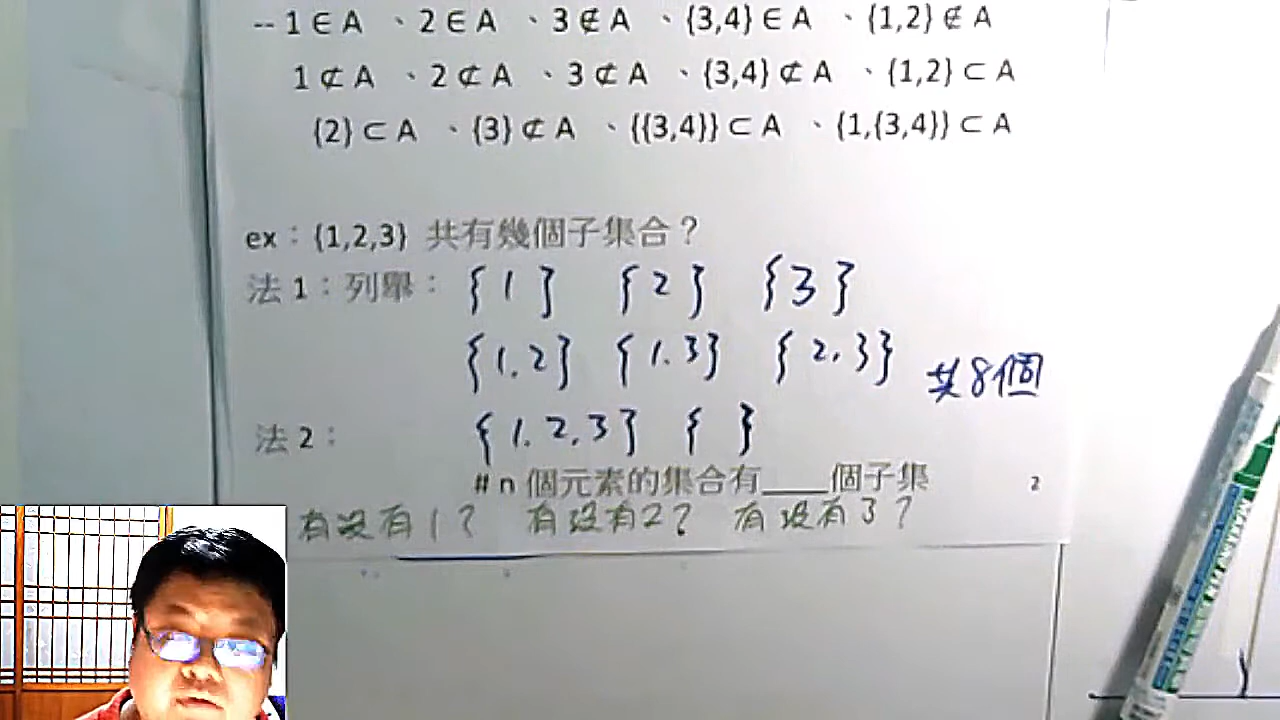 -- 1 ∈ A 、2 ∈ A 、3 ∉ A 、{3,4} ∈ A 、{1,2} ∉ A
1 ⊄ A 、2 ⊄ A 、3 ⊄ A 、{3,4} ⊄ A 、{1,2} ⊂ A
{2} ⊂ A 、{3} ⊄ A 、{{3,4}} ⊂ A 、{1,{3,4}} ⊂ A
ex：{1,2,3} 共有幾個子集合？
法 1：列舉： {1} {2} {3}
{1.2} {1.3} {2.3} 共8個
法 2： {1.2.3} { }
# n 個元素的集合有____個子集
2
有沒有1？ 有沒有2？ 有沒有3？